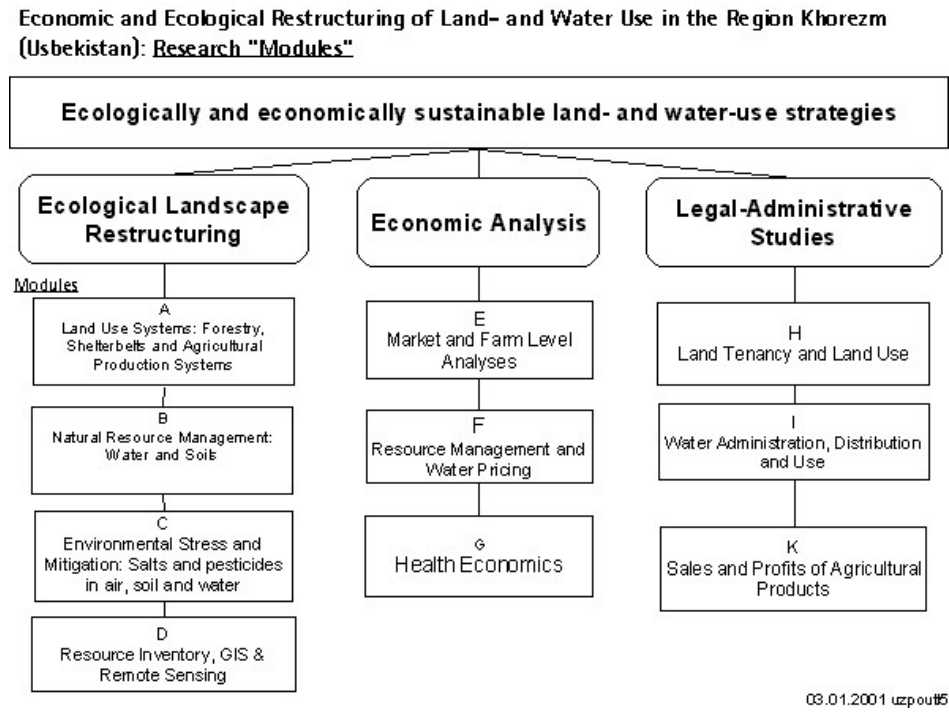 Economic and Ecological Restructuring of Land- and Water Use in the Region Khorezm
(Usbekistan): Research "Modules"
Ecologically and economically sustainable land- and water-use strategies
Ecological Landscape
Restructuring
Economic Analysis
Legal-Administrative
Studies
Modules
A
Land Use Systems: Forestry,
Shelterbelts and Agricultural
Production Systems
B
Natural Resource Management:
Water and Soils
C
Environmental Stress and
Mitigation: Salts and pesticides
in air, soil and water
D
Resource Inventory, GIS &
Remote Sensing
E
Market and Farm Level
Analyses
F
Resource Management and
Water Pricing
G
Health Economics
H
Land Tenancy and Land Use
I
Water Administration, Distribution
and Use
K
Sales and Profits of Agricultural
Products
03.01.2001 uzpout#5